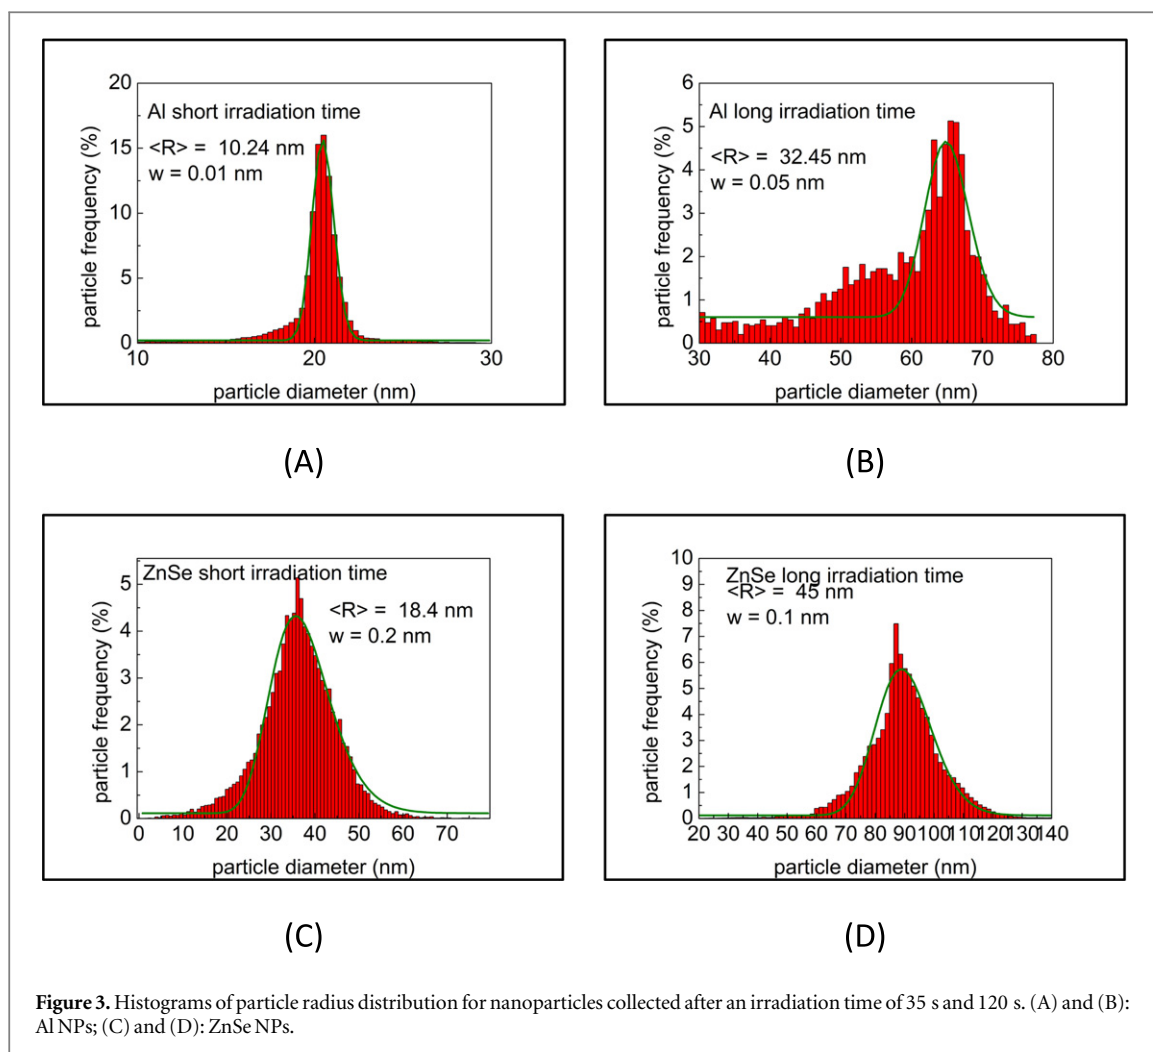 20
15
10
5
0
particle frequency (%)
Al short irradiation time
<R> = 10.24 nm
w = 0.01 nm
10 20 30
particle diameter (nm)
(A)
6
5
4
3
2
1
0
particle frequency (%)
Al long irradiation time
<R> = 32.45 nm
w = 0.05 nm
30 40 50 60 70 80
particle diameter (nm)
(B)
5
4
3
2
1
0
particle frequency (%)
ZnSe short irradiation time
<R> = 18.4 nm
w = 0.2 nm
0 10 20 30 40 50 60 70
particle diameter (nm)
(C)
10
9
8
7
6
5
4
3
2
1
0
particle frequency (%)
ZnSe long irradiation time
<R> = 45 nm
w = 0.1 nm
20 30 40 50 60 70 80 90 100 110 120 130 140
particle diameter (nm)
(D)
Figure 3. Histograms of particle radius distribution for nanoparticles collected after an irradiation time of 35 s and 120 s. (A) and (B):
Al NPs; (C) and (D): ZnSe NPs.